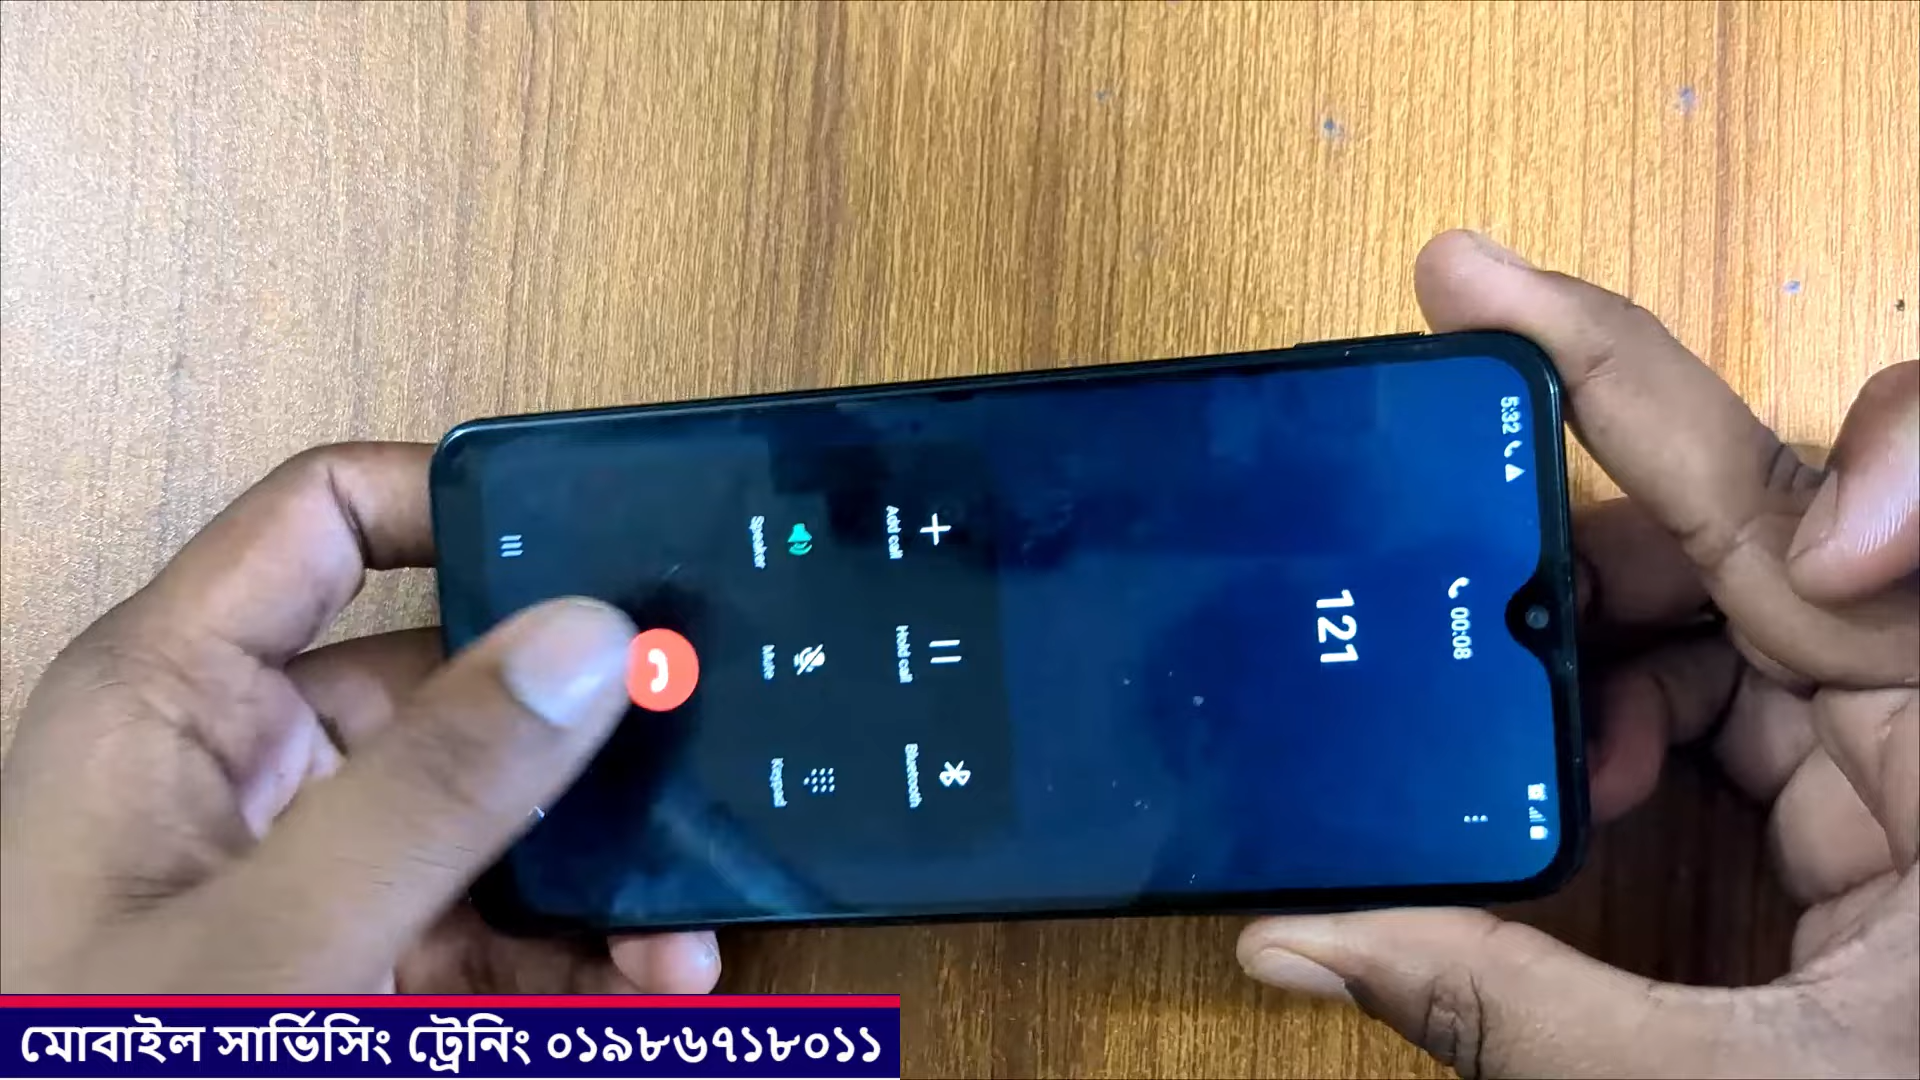 5:32
00:08
121
Add call
Hold call
Bluetooth
Speaker
Mute
Keypad
মোবাইল সার্ভিসিং ট্রেনিং ০১৯৮৬৭১৮০১১